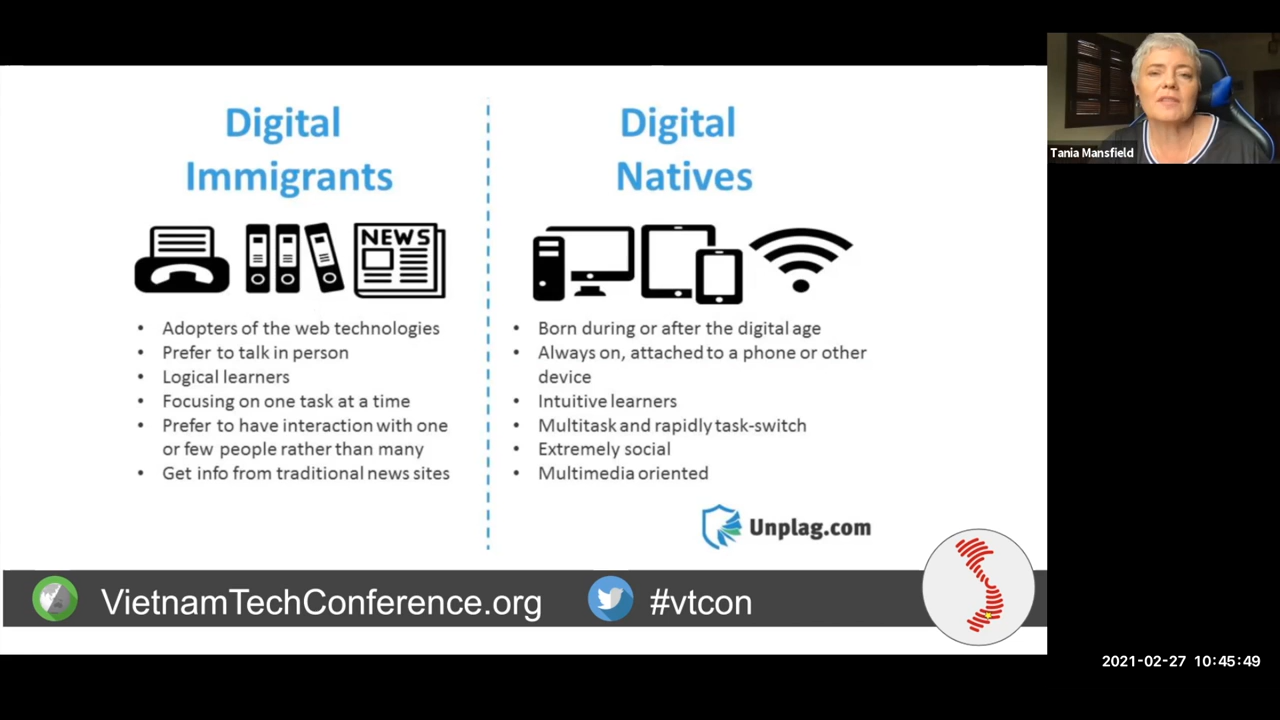 Digital
Immigrants
NEWS
• Adopters of the web technologies
• Prefer to talk in person
• Logical learners
• Focusing on one task at a time
• Prefer to have interaction with one
or few people rather than many
• Get info from traditional news sites
Digital
Natives
• Born during or after the digital age
• Always on, attached to a phone or other
device
• Intuitive learners
• Multitask and rapidly task-switch
• Extremely social
• Multimedia oriented
Unplag.com
VietnamTechConference.org
#vtcon
Tania Mansfield
2021-02-27 10:45:49